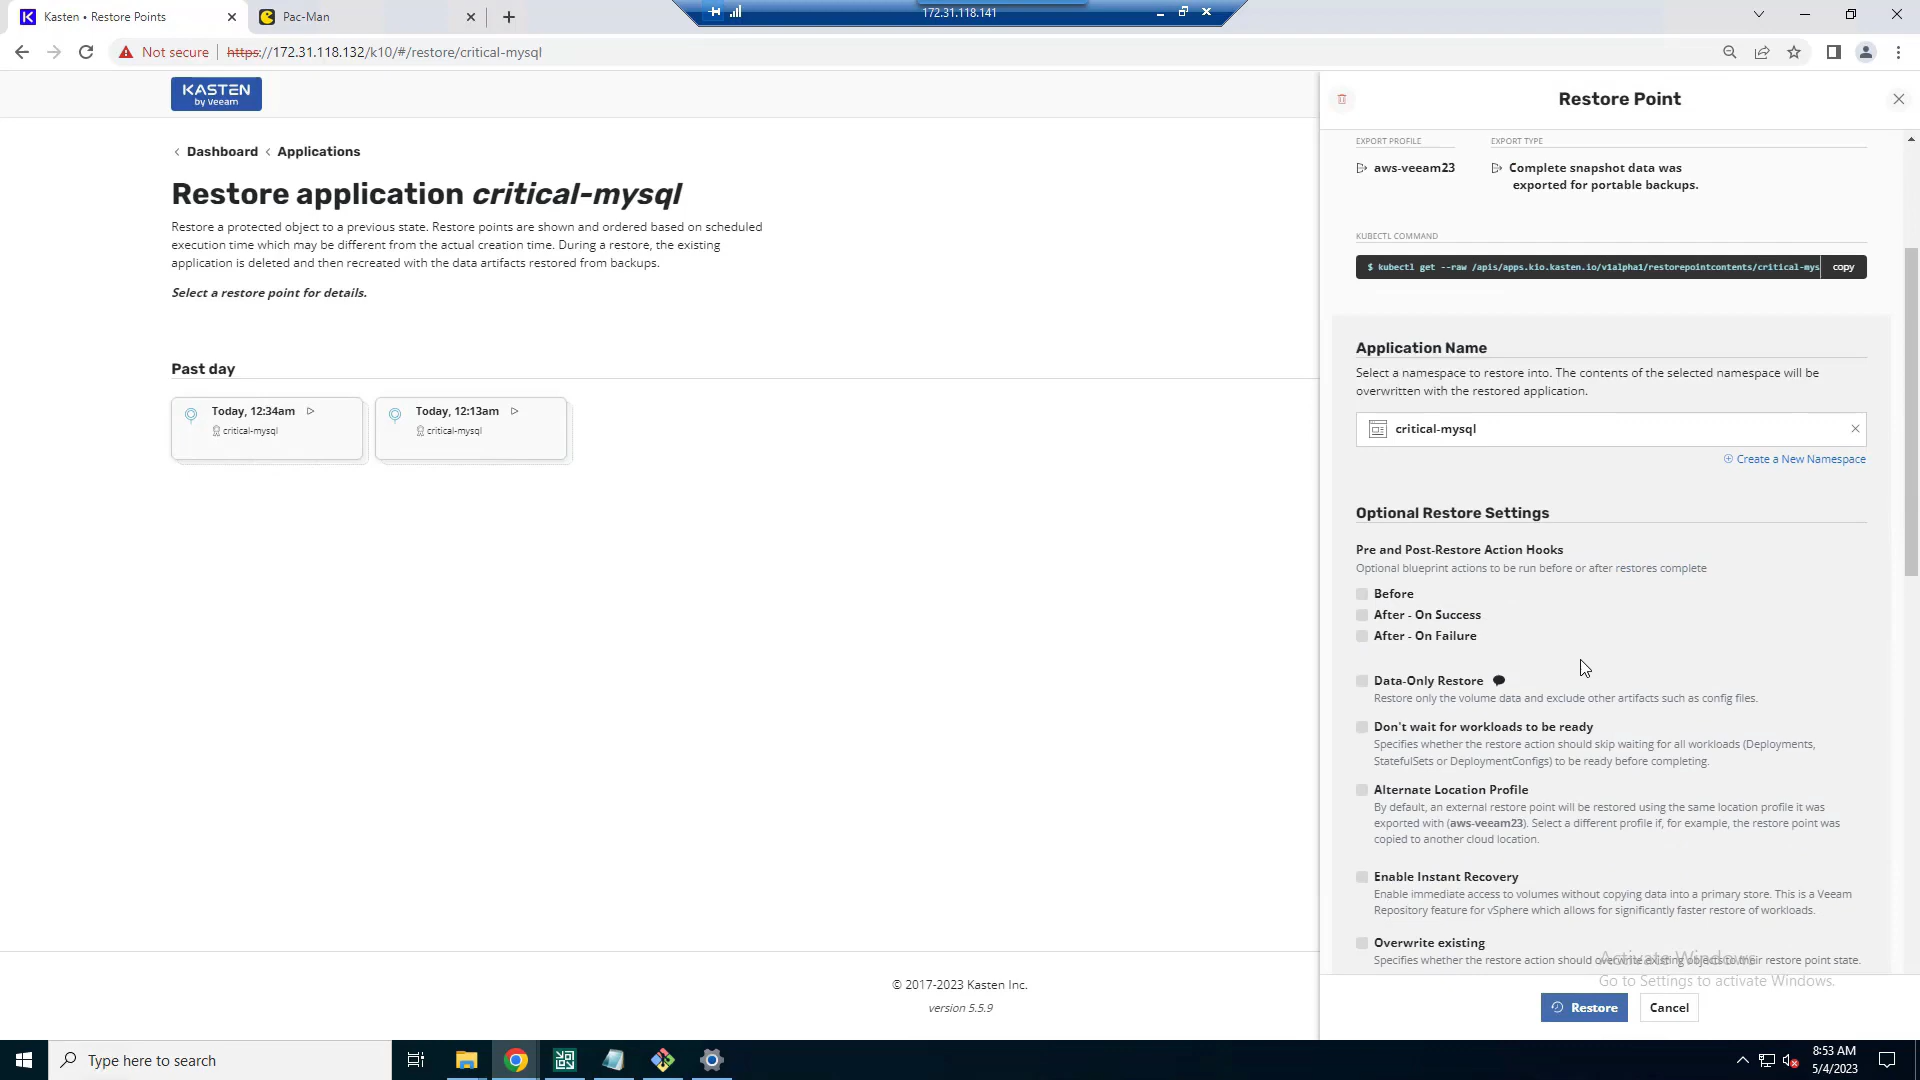 Kasten • Restore Points
Pac-Man
172.31.118.141
Not secure
https://172.31.118.132/k10/#/restore/critical-mysql
KASTEN
by Veeam
Dashboard
Applications
Restore application critical-mysql
Restore a protected object to a previous state. Restore points are shown and ordered based on scheduled
execution time which may be different from the actual creation time. During a restore, the existing
application is deleted and then recreated with the data artifacts restored from backups.
Select a restore point for details.
Past day
Today, 12:34am
critical-mysql
Today, 12:13am
critical-mysql
© 2017-2023 Kasten Inc.
version 5.5.9
Restore Point
EXPORT PROFILE
aws-veeam23
EXPORT TYPE
Complete snapshot data was
exported for portable backups.
KUBECTL COMMAND
$ kubectl get --raw /apis/apps.kio.kasten.io/v1alpha1/restorepointcontents/critical-mys
copy
Application Name
Select a namespace to restore into. The contents of the selected namespace will be
overwritten with the restored application.
critical-mysql
Create a New Namespace
Optional Restore Settings
Pre and Post-Restore Action Hooks
Optional blueprint actions to be run before or after restores complete
Before
After - On Success
After - On Failure
Data-Only Restore
Restore only the volume data and exclude other artifacts such as config files.
Don't wait for workloads to be ready
Specifies whether the restore action should skip waiting for all workloads (Deployments,
StatefulSets or DeploymentConfigs) to be ready before completing.
Alternate Location Profile
By default, an external restore point will be restored using the same location profile it was
exported with (aws-veeam23). Select a different profile if, for example, the restore point was
copied to another cloud location.
Enable Instant Recovery
Enable immediate access to volumes without copying data into a primary store. This is a Veeam
Repository feature for vSphere which allows for significantly faster restore of workloads.
Overwrite existing
Specifies whether the restore action should overwrite existing objects to their restore point state.
Activate Windows
Go to Settings to activate Windows.
Restore
Cancel
Type here to search
8:53 AM
5/4/2023